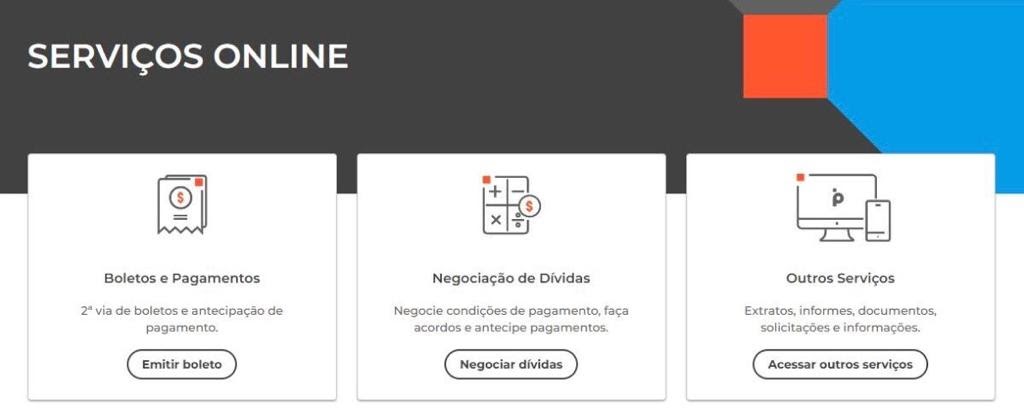 SERVIÇOS ONLINE
Boletos e Pagamentos
2ª via de boletos e antecipação de
pagamento.
Emitir boleto
Negociação de Dívidas
Negocie condições de pagamento, faça
acordos e antecipe pagamentos.
Negociar dívidas
Outros Serviços
Extratos, informes, documentos,
solicitações e informações.
Acessar outros serviços